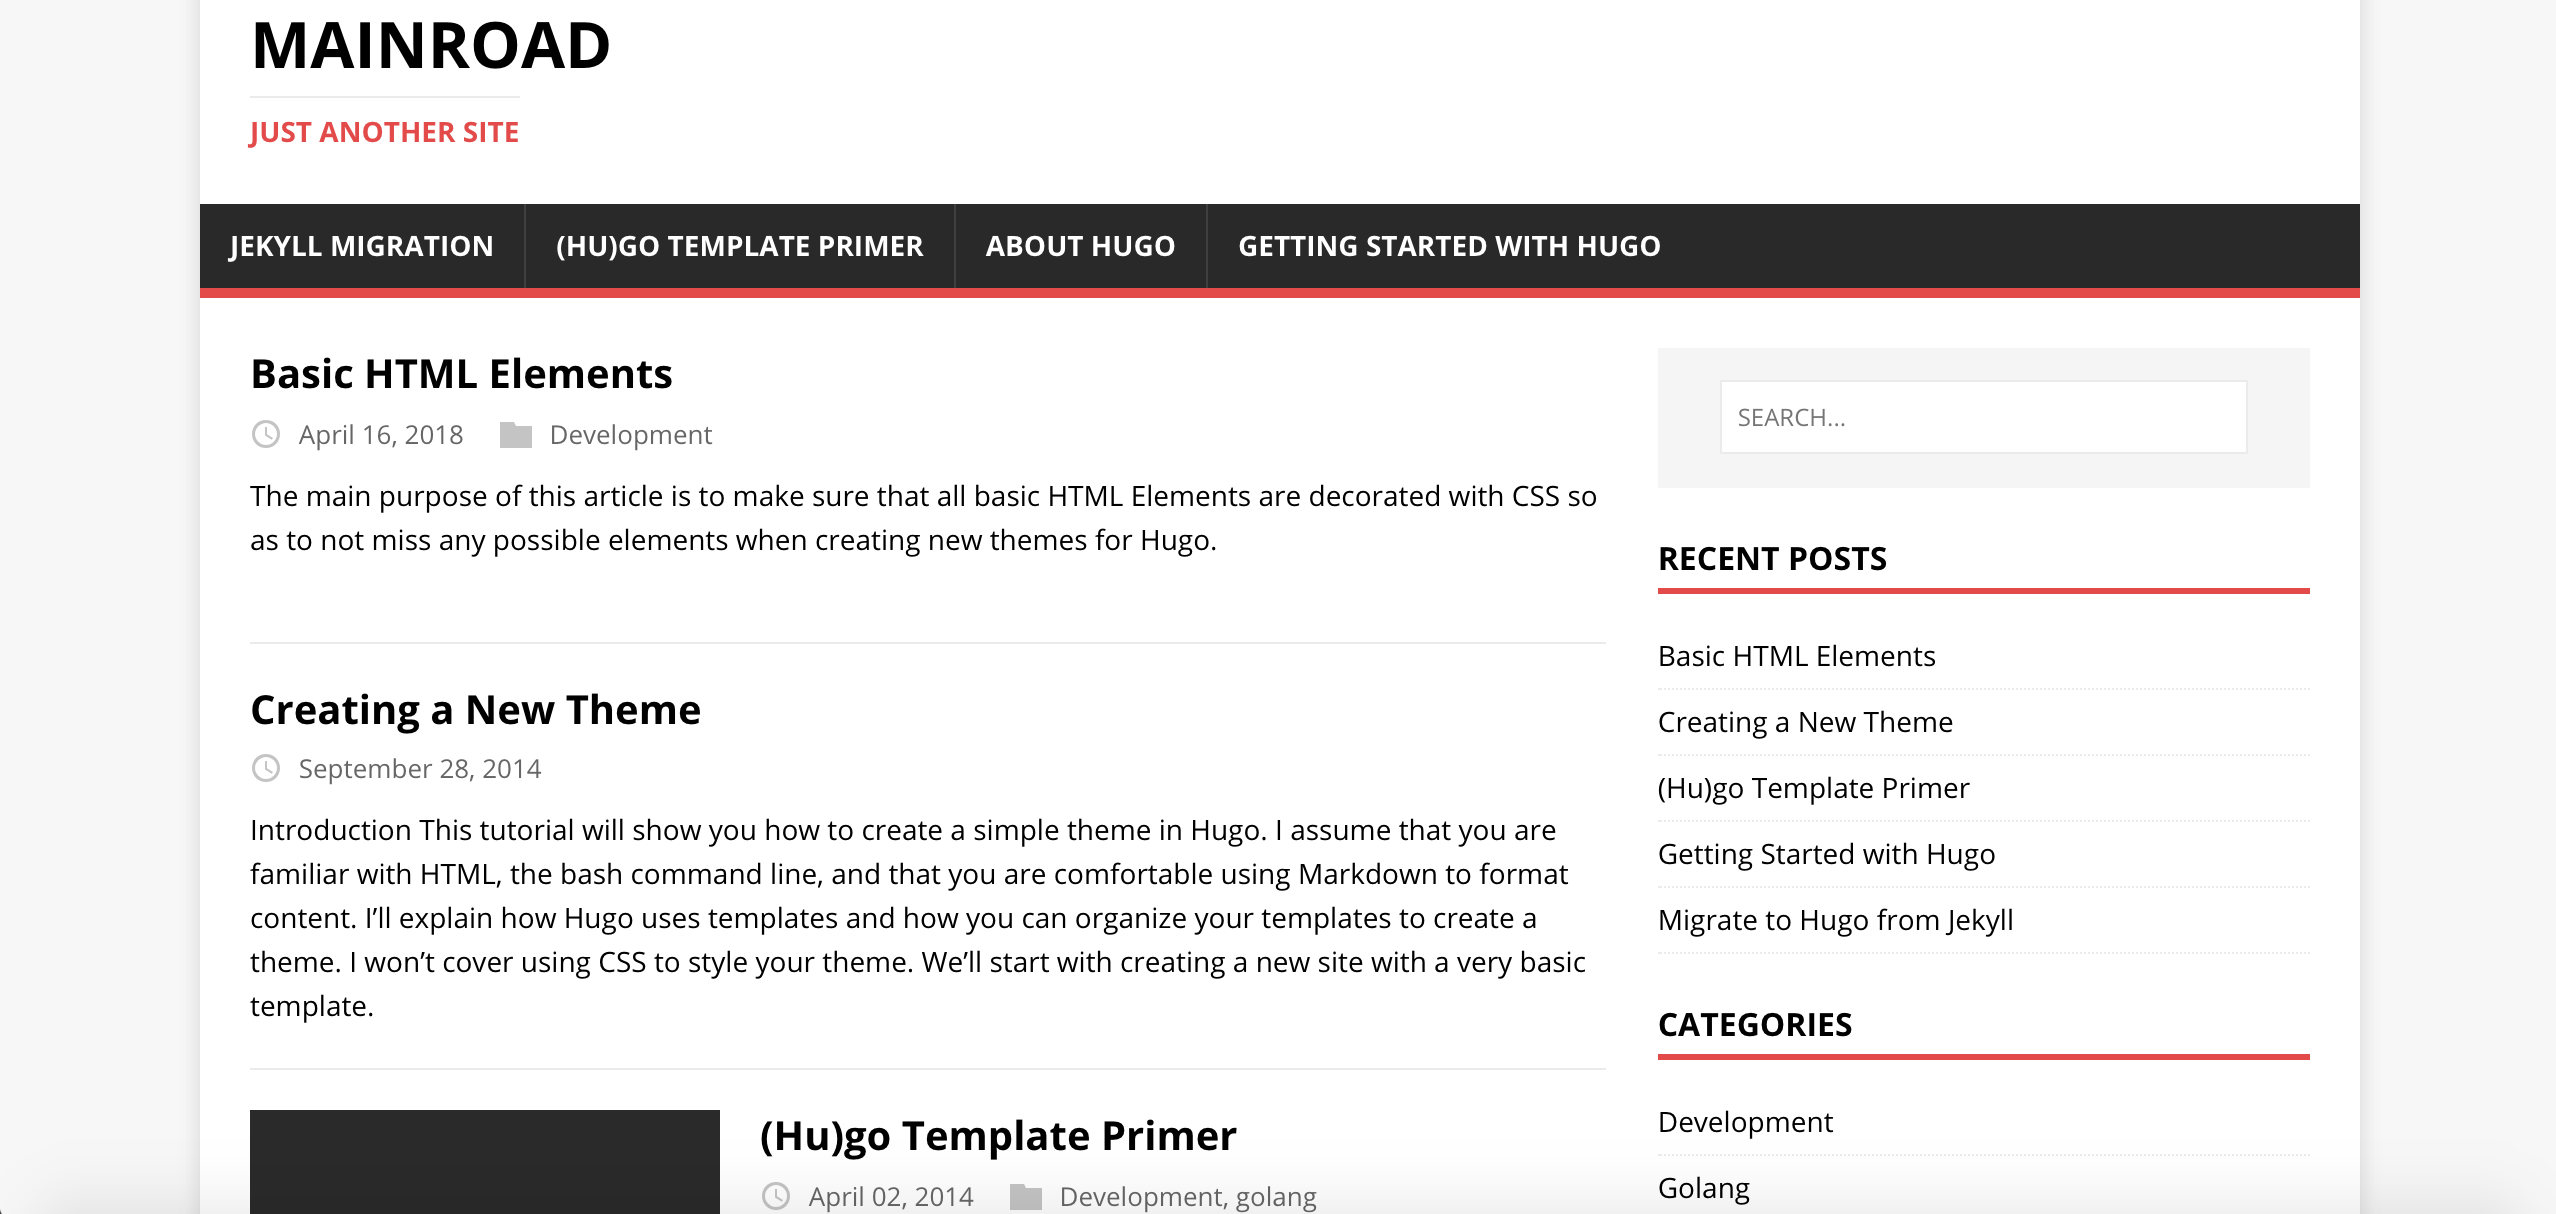 MAINROAD
JUST ANOTHER SITE
JEKYLL MIGRATION
(HU)GO TEMPLATE PRIMER
ABOUT HUGO
GETTING STARTED WITH HUGO
Basic HTML Elements
April 16, 2018
Development
The main purpose of this article is to make sure that all basic HTML Elements are decorated with CSS so
as to not miss any possible elements when creating new themes for Hugo.
Creating a New Theme
September 28, 2014
Introduction This tutorial will show you how to create a simple theme in Hugo. I assume that you are
familiar with HTML, the bash command line, and that you are comfortable using Markdown to format
content. I’ll explain how Hugo uses templates and how you can organize your templates to create a
theme. I won’t cover using CSS to style your theme. We’ll start with creating a new site with a very basic
template.
(Hu)go Template Primer
April 02, 2014
Development, golang
SEARCH...
RECENT POSTS
Basic HTML Elements
Creating a New Theme
(Hu)go Template Primer
Getting Started with Hugo
Migrate to Hugo from Jekyll
CATEGORIES
Development
Golang